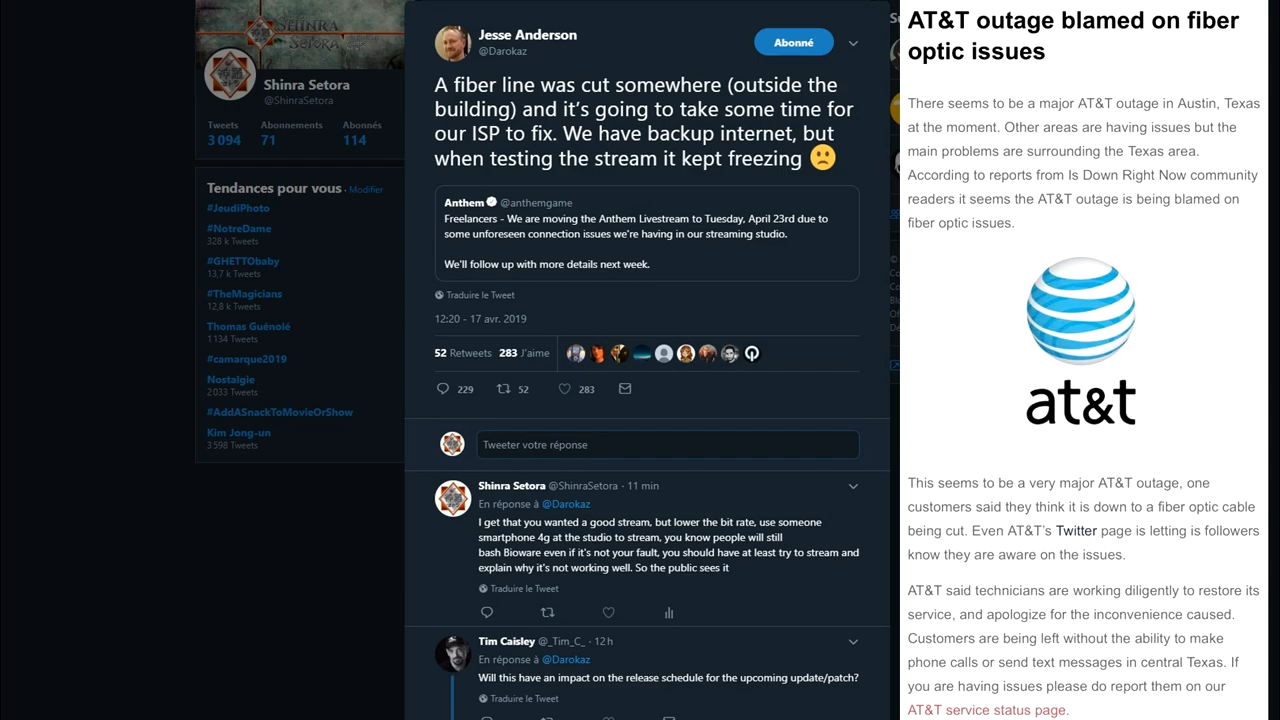 SHINRA
SETORA
Shinra Setora
@ShinraSetora
Tweets
Abonnements
Abonnés
3 094
71
114
Tendances pour vous · Modifier
#JeudiPhoto
#NotreDame
328 k Tweets
#GHETTObaby
13,7 k Tweets
#TheMagicians
12,8 k Tweets
Thomas Guénolé
1 134 Tweets
#camarque2019
Nostalgie
2 033 Tweets
#AddASnackToMovieOrShow
Kim Jong-un
3 598 Tweets
Jesse Anderson
@Darokaz
Abonné
A fiber line was cut somewhere (outside the
building) and it’s going to take some time for
our ISP to fix. We have backup internet, but
when testing the stream it kept freezing 🙁
Anthem @anthemgame
Freelancers - We are moving the Anthem Livestream to Tuesday, April 23rd due to
some unforeseen connection issues we're having in our streaming studio.
We'll follow up with more details next week.
Traduire le Tweet
12:20 - 17 avr. 2019
52 Retweets 283 J’aime
229
52
283
Tweeter votre réponse
Shinra Setora @ShinraSetora · 11 min
En réponse à @Darokaz
I get that you wanted a good stream, but lower the bit rate, use someone
smartphone 4g at the studio to stream, you know people will still
bash Bioware even if it's not your fault, you should have at least try to stream and
explain why it's not working well. So the public sees it
Traduire le Tweet
Tim Caisley @_Tim_C_ · 12 h
En réponse à @Darokaz
Will this have an impact on the release schedule for the upcoming update/patch?
Traduire le Tweet
AT&T outage blamed on fiber
optic issues
There seems to be a major AT&T outage in Austin, Texas
at the moment. Other areas are having issues but the
main problems are surrounding the Texas area.
According to reports from Is Down Right Now community
readers it seems the AT&T outage is being blamed on
fiber optic issues.
at&t
This seems to be a very major AT&T outage, one
customers said they think it is down to a fiber optic cable
being cut. Even AT&T’s Twitter page is letting is followers
know they are aware on the issues.
AT&T said technicians are working diligently to restore its
service, and apologize for the inconvenience caused.
Customers are being left without the ability to make
phone calls or send text messages in central Texas. If
you are having issues please do report them on our
AT&T service status page.